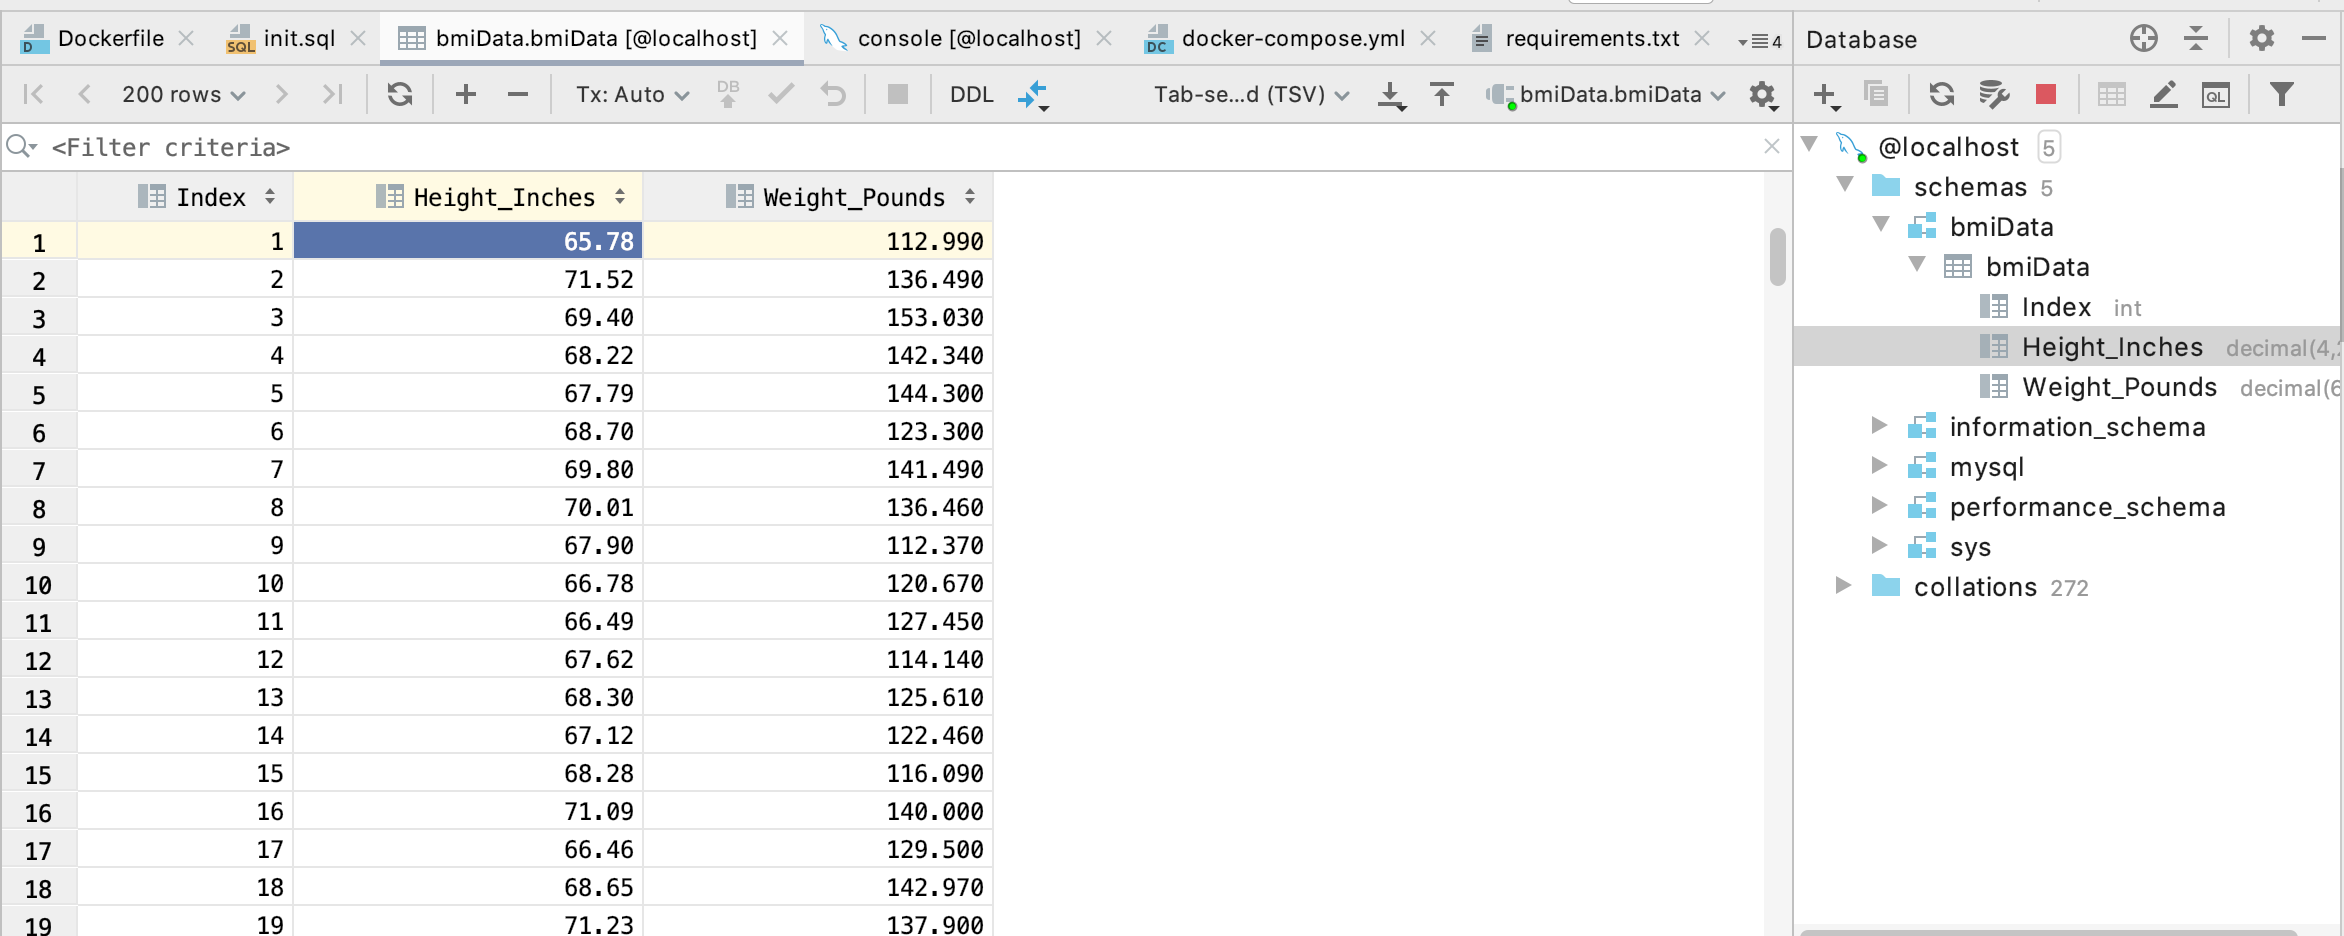 Dockerfile init.sql bmiData.bmiData [@localhost] console [@localhost] docker-compose.yml requirements.txt 4 Database
200 rows Tx: Auto DB DDL Tab-se...d (TSV) bmiData.bmiData QL
<Filter criteria>
Index Height_Inches Weight_Pounds
1 1 65.78 112.990
2 2 71.52 136.490
3 3 69.40 153.030
4 4 68.22 142.340
5 5 67.79 144.300
6 6 68.70 123.300
7 7 69.80 141.490
8 8 70.01 136.460
9 9 67.90 112.370
10 10 66.78 120.670
11 11 66.49 127.450
12 12 67.62 114.140
13 13 68.30 125.610
14 14 67.12 122.460
15 15 68.28 116.090
16 16 71.09 140.000
17 17 66.46 129.500
18 18 68.65 142.970
19 19 71.23 137.900
@localhost 5
schemas 5
bmiData
bmiData
Index int
Height_Inches decimal(4,
Weight_Pounds decimal(6
information_schema
mysql
performance_schema
sys
collations 272